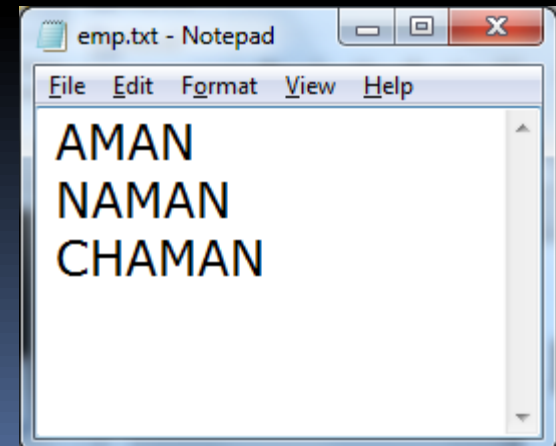 emp.txt - Notepad
File Edit Format View Help
AMAN
NAMAN
CHAMAN